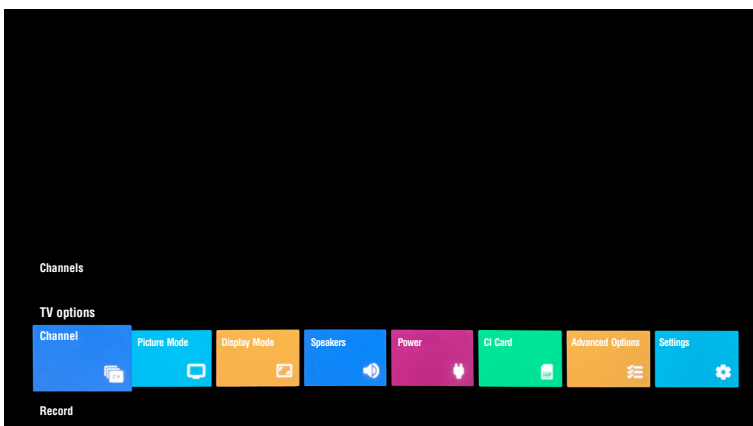 Channels
TV options
Channel
Picture Mode
Display Mode
Speakers
Power
CI Card
Advanced Options
Settings
Record